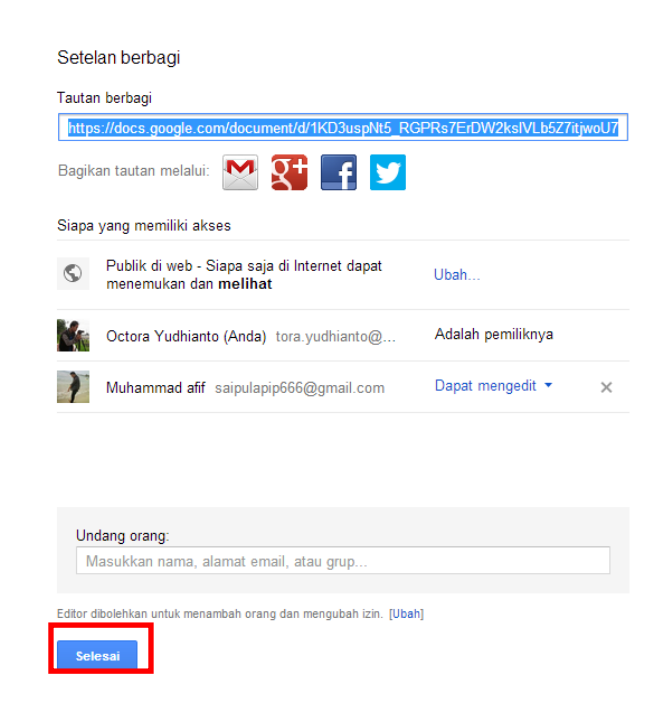 Setelan berbagi
Tautan berbagi
https://docs.google.com/document/d/1KD3uspNt5_RGPRs7ErDW2kslVLb5Z7itjwoU7
Bagikan tautan melalui:
Siapa yang memiliki akses
Publik di web - Siapa saja di Internet dapat
menemukan dan melihat
Ubah...
Octora Yudhianto (Anda) tora.yudhianto@...
Adalah pemiliknya
Muhammad afif saipulapip666@gmail.com
Dapat mengedit
Undang orang:
Masukkan nama, alamat email, atau grup...
Editor dibolehkan untuk menambah orang dan mengubah izin. [Ubah]
Selesai